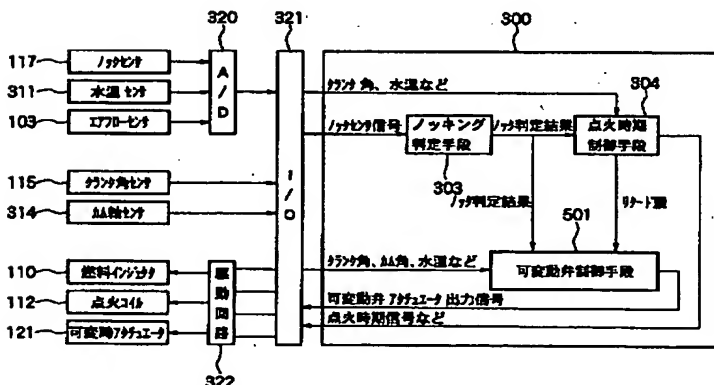 320
321
300
117
ノックセンサ
311
水温センサ
103
エアフローセンサ
A/D
I/O
クランク角、水温など
304
ノックセンサ信号
ノッキング
判定手段
303
ノック判定結果
点火時期
制御手段
115
クランク角センサ
314
カム軸センサ
ノック判定結果
リタード量
501
110
燃料インジェクタ
112
点火コイル
121
可変動アクチュエータ
駆動回路
322
クランク角、カム角、水温など
可変動弁制御手段
可変動弁アクチュエータ出力信号
点火時期信号など